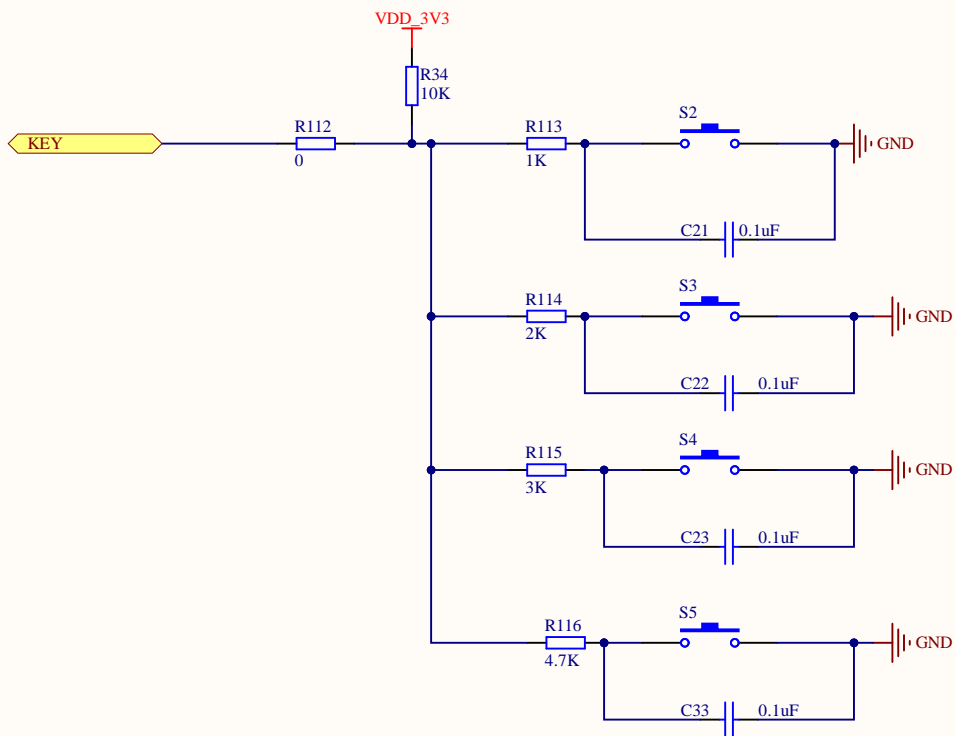 VDD_3V3
R34
10K
KEY
R112
0
R113
1K
S2
GND
C21
0.1uF
R114
2K
S3
GND
C22
0.1uF
R115
3K
S4
GND
C23
0.1uF
R116
4.7K
S5
GND
C33
0.1uF